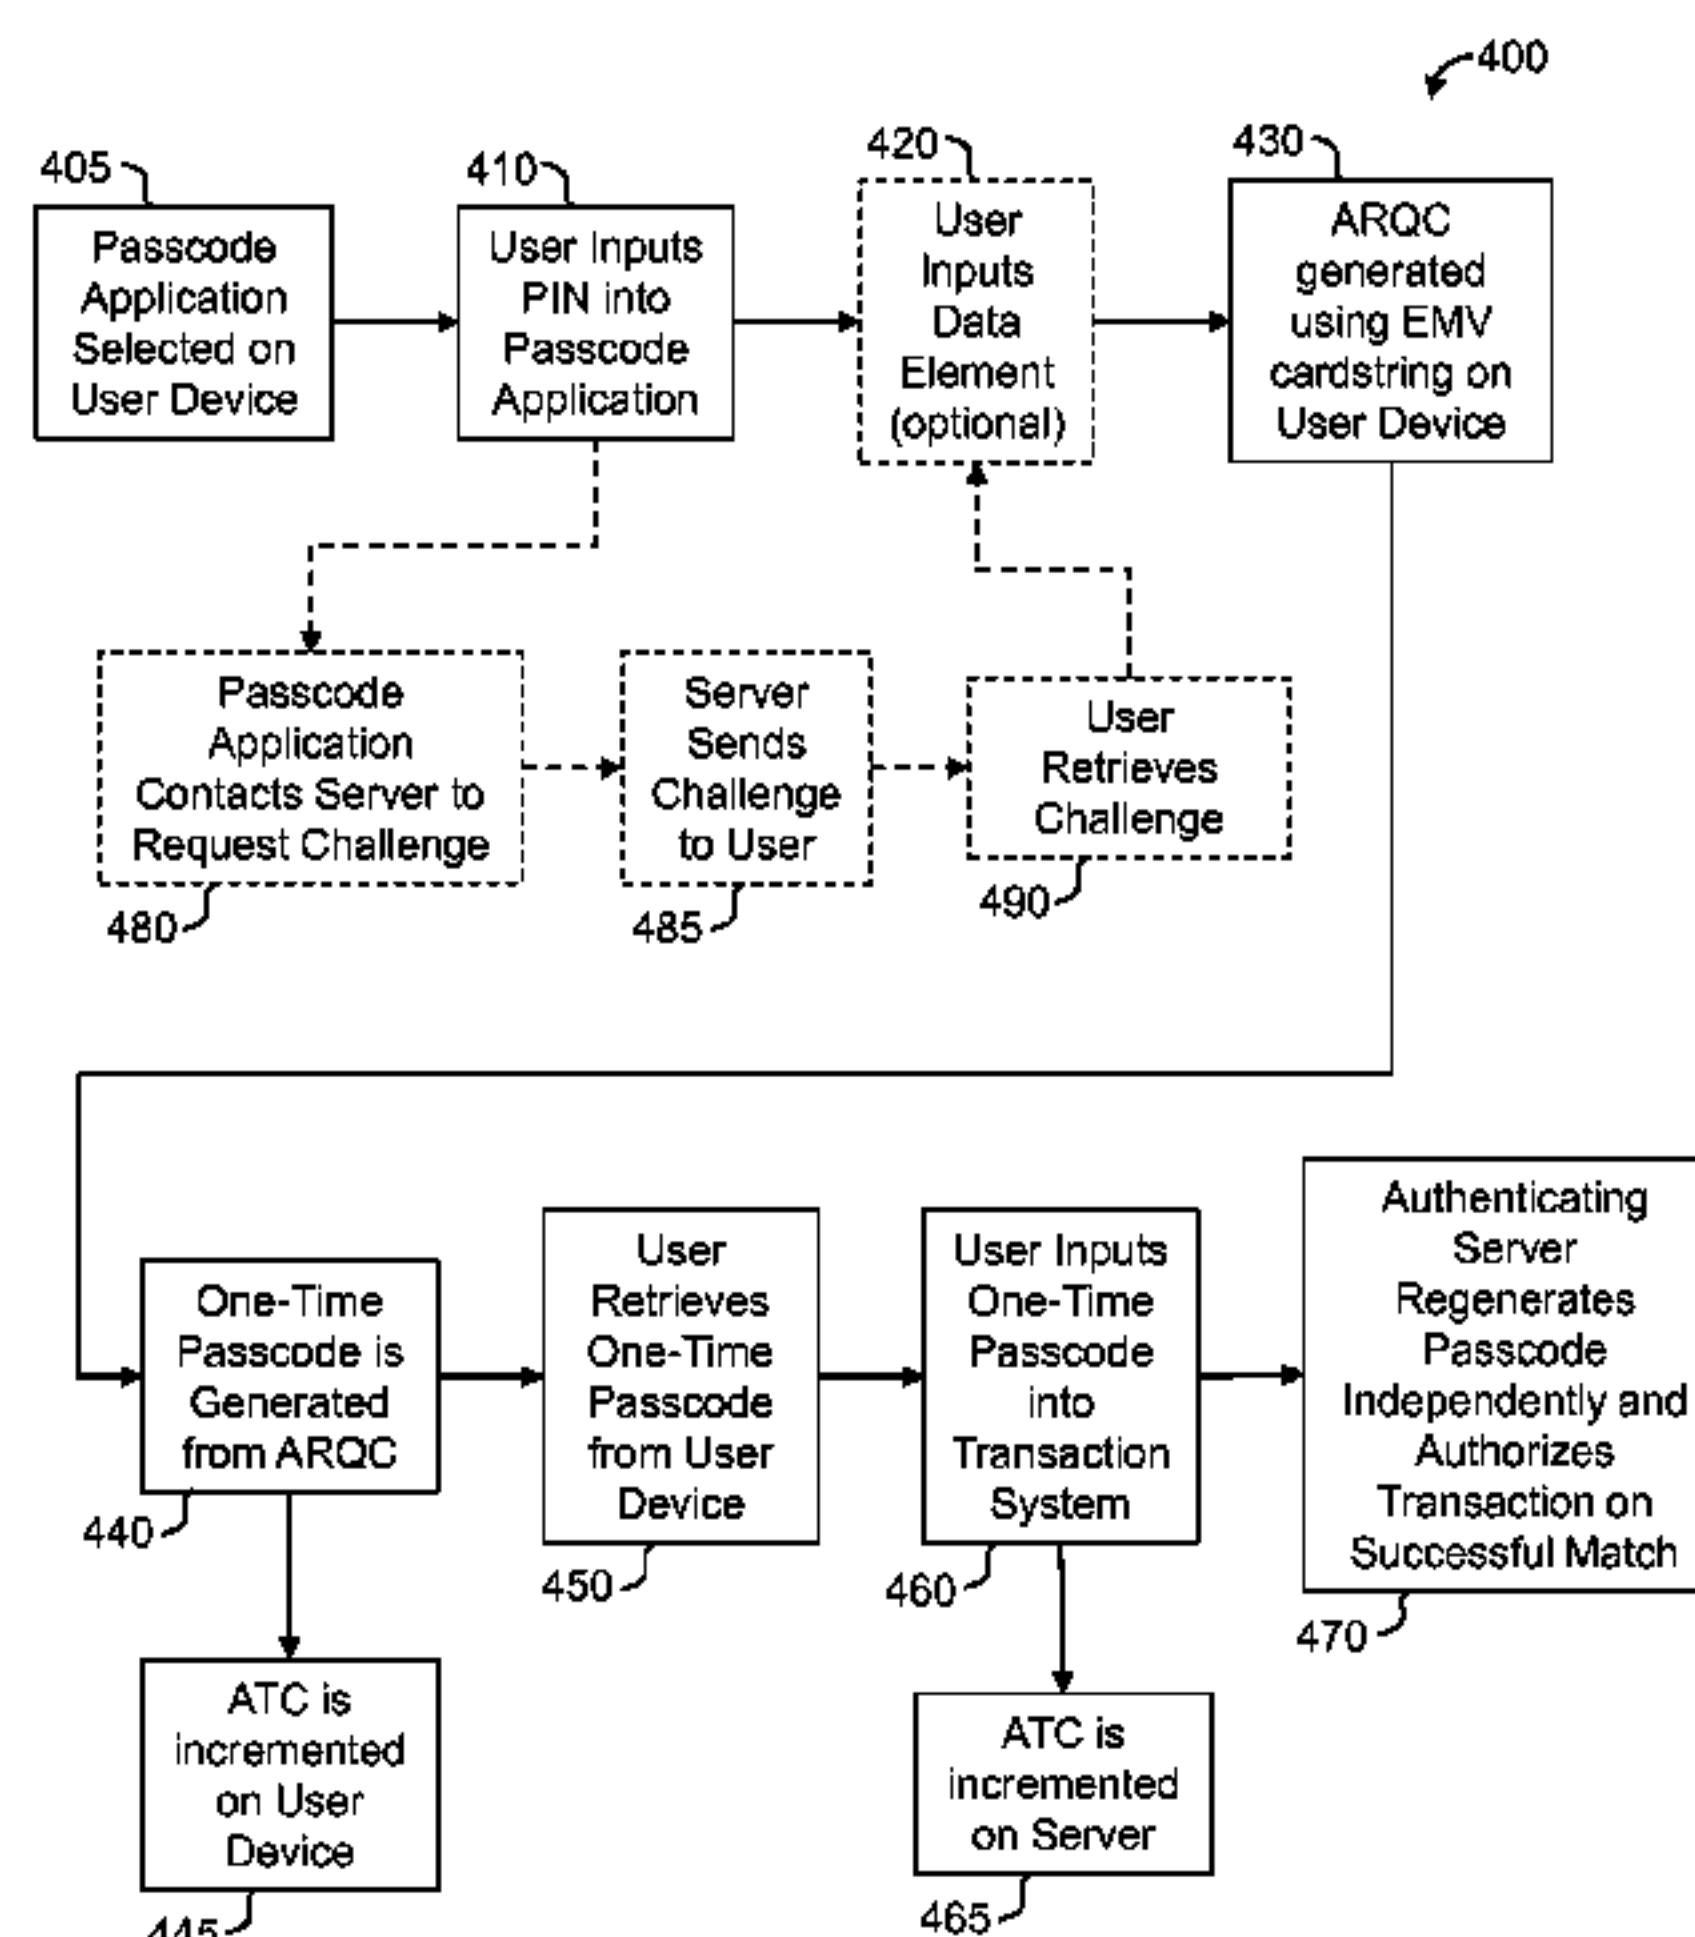 400
405
Passcode
Application
Selected on
User Device
410
User Inputs
PIN into
Passcode
Application
420
User
Inputs
Data
Element
(optional)
430
ARQC
generated
using EMV
cardstring on
User Device
Passcode
Application
Contacts Server to
Request Challenge
480
Server
Sends
Challenge
to User
485
User
Retrieves
Challenge
490
One-Time
Passcode is
Generated
from ARQC
440
User
Retrieves
One-Time
Passcode
from User
Device
450
User Inputs
One-Time
Passcode
into
Transaction
System
460
Authenticating
Server
Regenerates
Passcode
Independently and
Authorizes
Transaction on
Successful Match
470
ATC is
incremented
on User
Device
445
ATC is
incremented
on Server
465